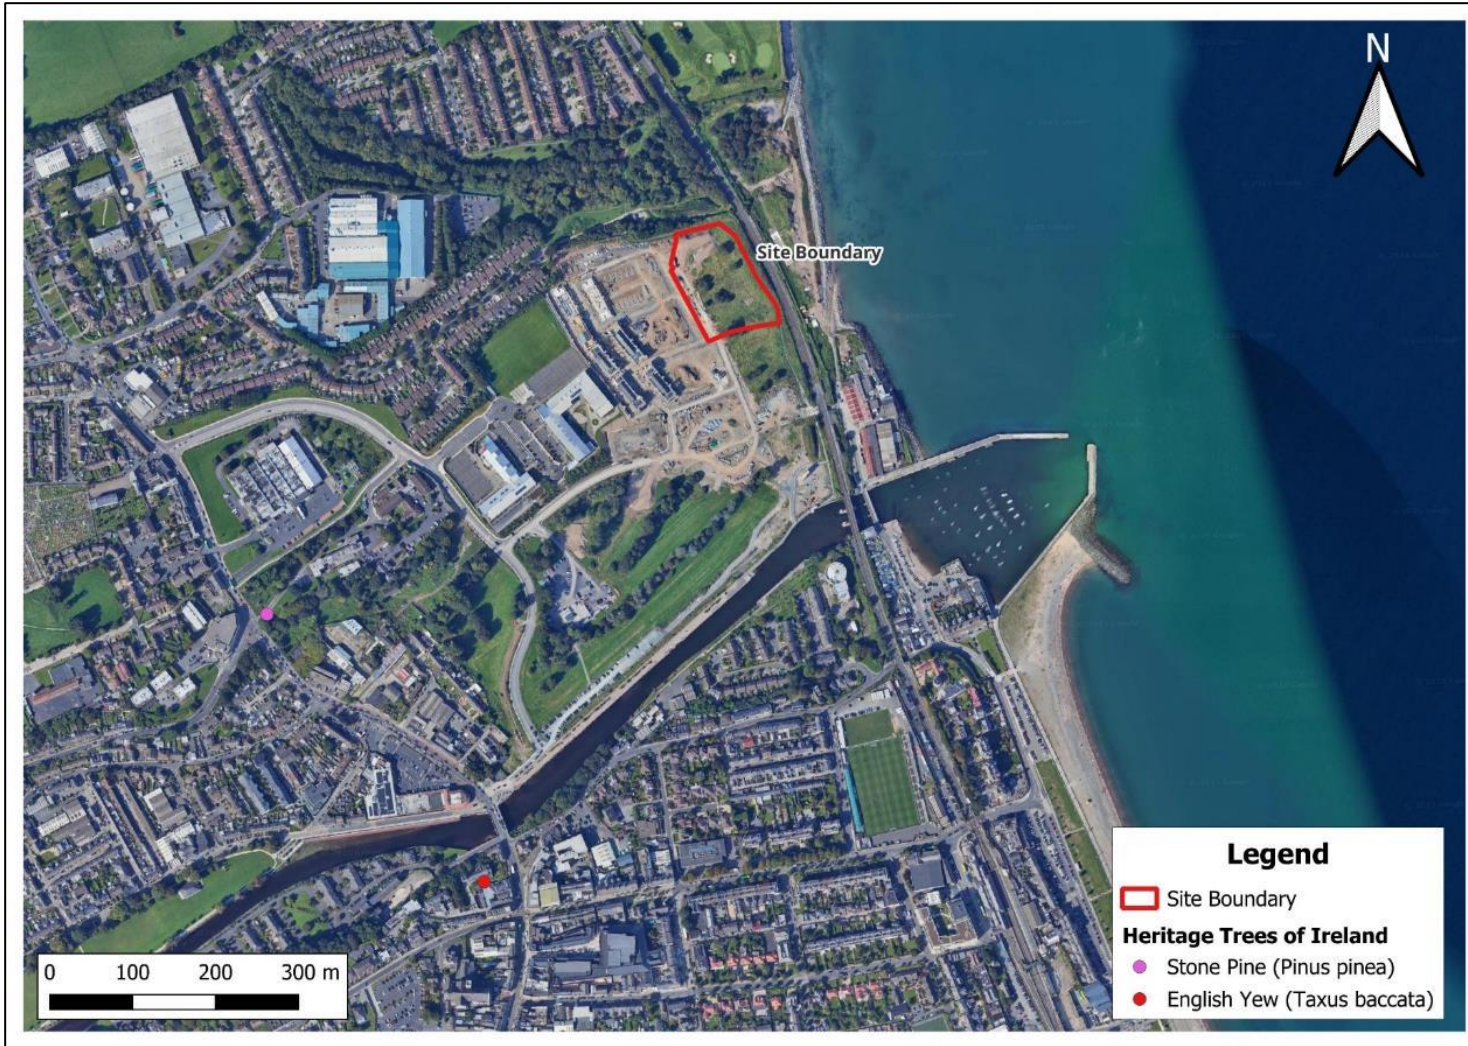 N
Site Boundary
Legend
Site Boundary
Heritage Trees of Ireland
Stone Pine (Pinus pinea)
English Yew (Taxus baccata)
0 100 200 300 m